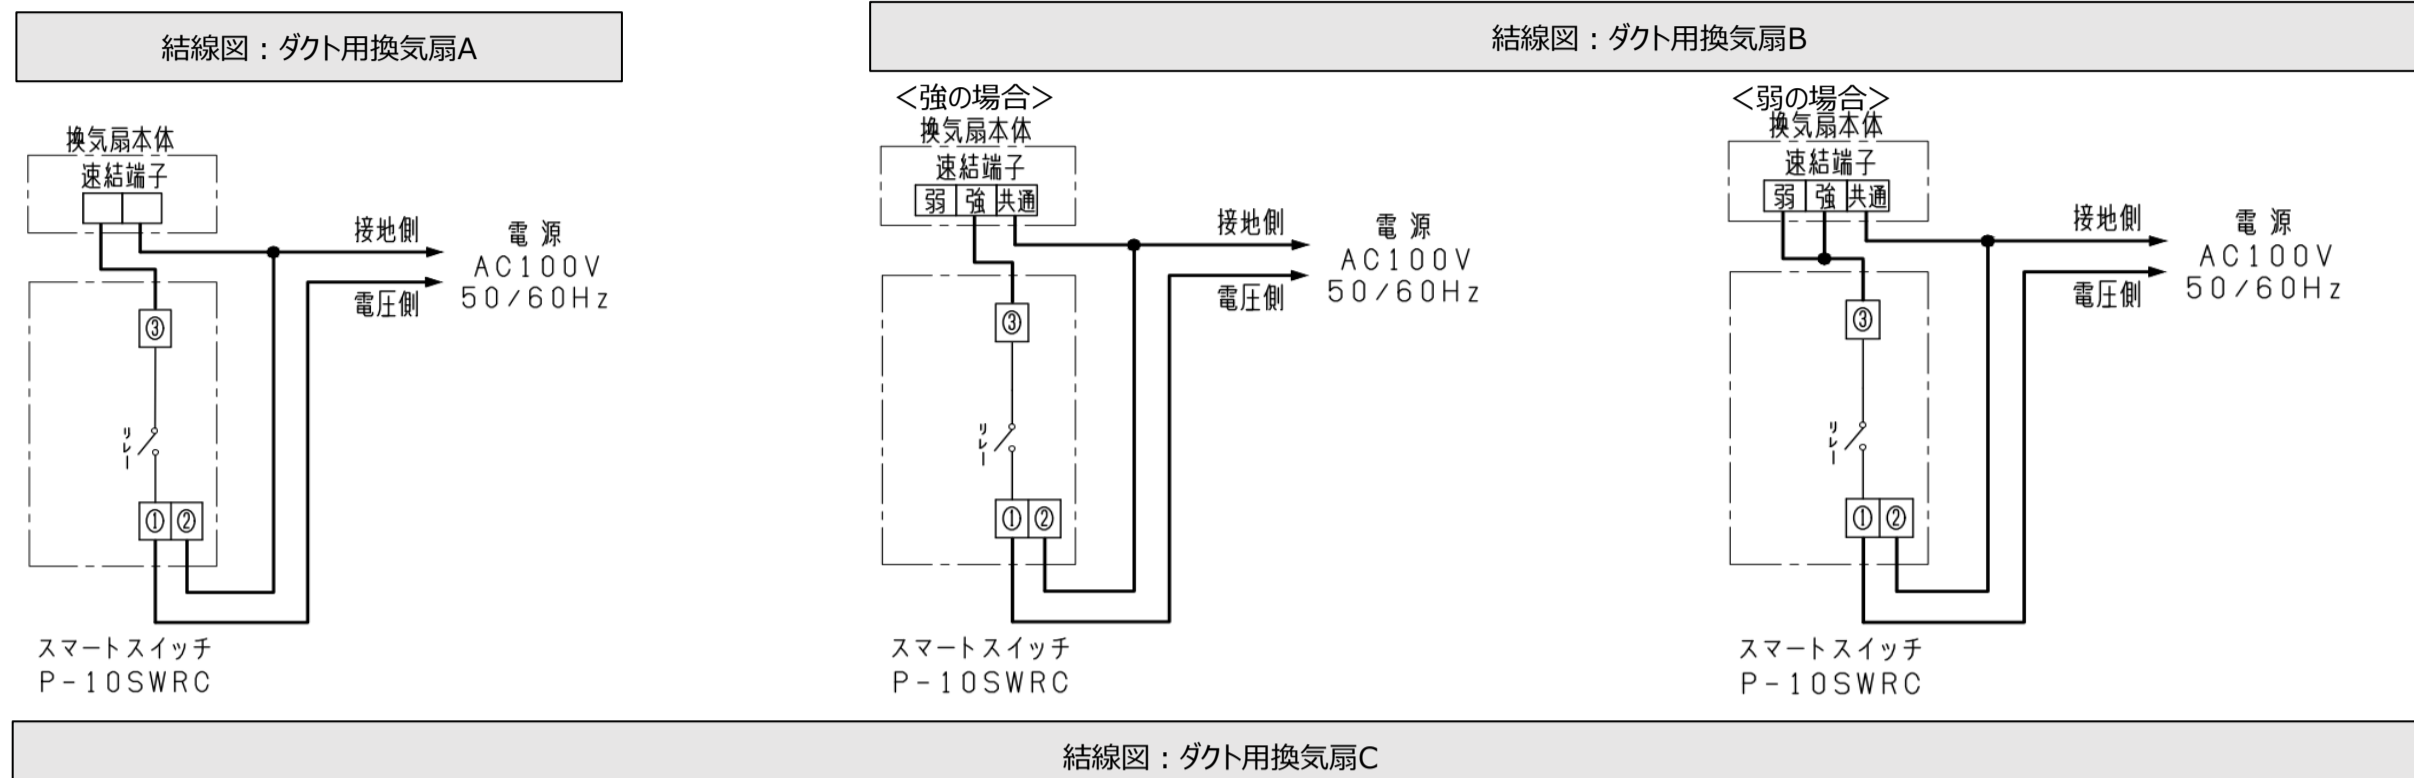 結線図：ダクト用換気扇A
換気扇本体
速結端子
接地側
電圧側
電 源
AC100V
50/60Hz
③
リレー
① ②
スマートスイッチ
P-10SWRC
結線図：ダクト用換気扇B
＜強の場合＞
換気扇本体
速結端子
弱 強 共通
接地側
電圧側
電 源
AC100V
50/60Hz
③
リレー
① ②
スマートスイッチ
P-10SWRC
＜弱の場合＞
換気扇本体
速結端子
弱 強 共通
接地側
電圧側
電 源
AC100V
50/60Hz
③
リレー
① ②
スマートスイッチ
P-10SWRC
結線図：ダクト用換気扇C